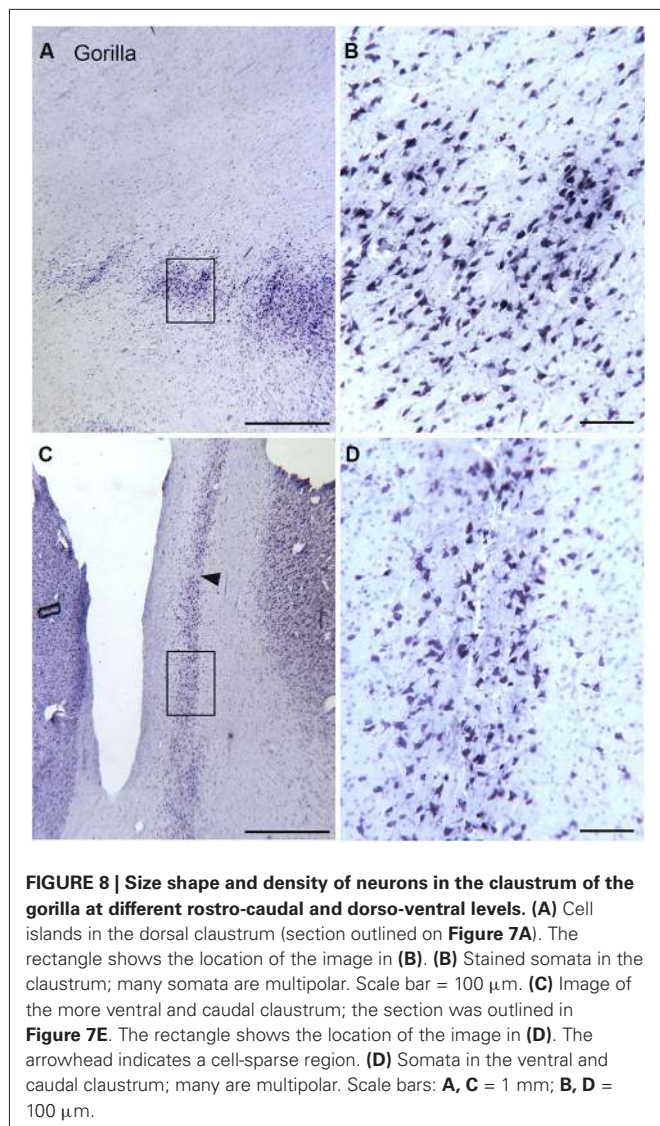 A Gorilla
B
C
D
FIGURE 8 | Size shape and density of neurons in the claustrum of the
gorilla at different rostro-caudal and dorso-ventral levels. (A) Cell
islands in the dorsal claustrum (section outlined on Figure 7A). The
rectangle shows the location of the image in (B). (B) Stained somata in the
claustrum; many somata are multipolar. Scale bar = 100 μm. (C) Image of
the more ventral and caudal claustrum; the section was outlined in
Figure 7E. The rectangle shows the location of the image in (D). The
arrowhead indicates a cell-sparse region. (D) Somata in the ventral and
caudal claustrum; many are multipolar. Scale bars: A, C = 1 mm; B, D =
100 μm.